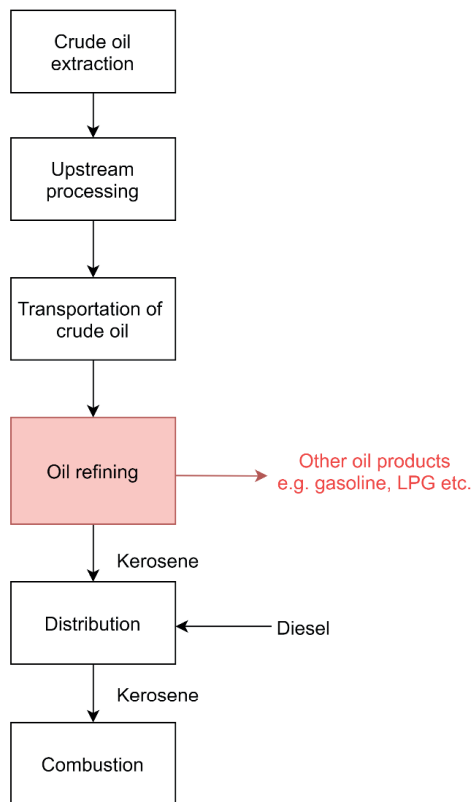 Crude oil
extraction
Upstream
processing
Transportation of
crude oil
Oil refining
Other oil products
e.g. gasoline, LPG etc.
Kerosene
Distribution
Diesel
Kerosene
Combustion